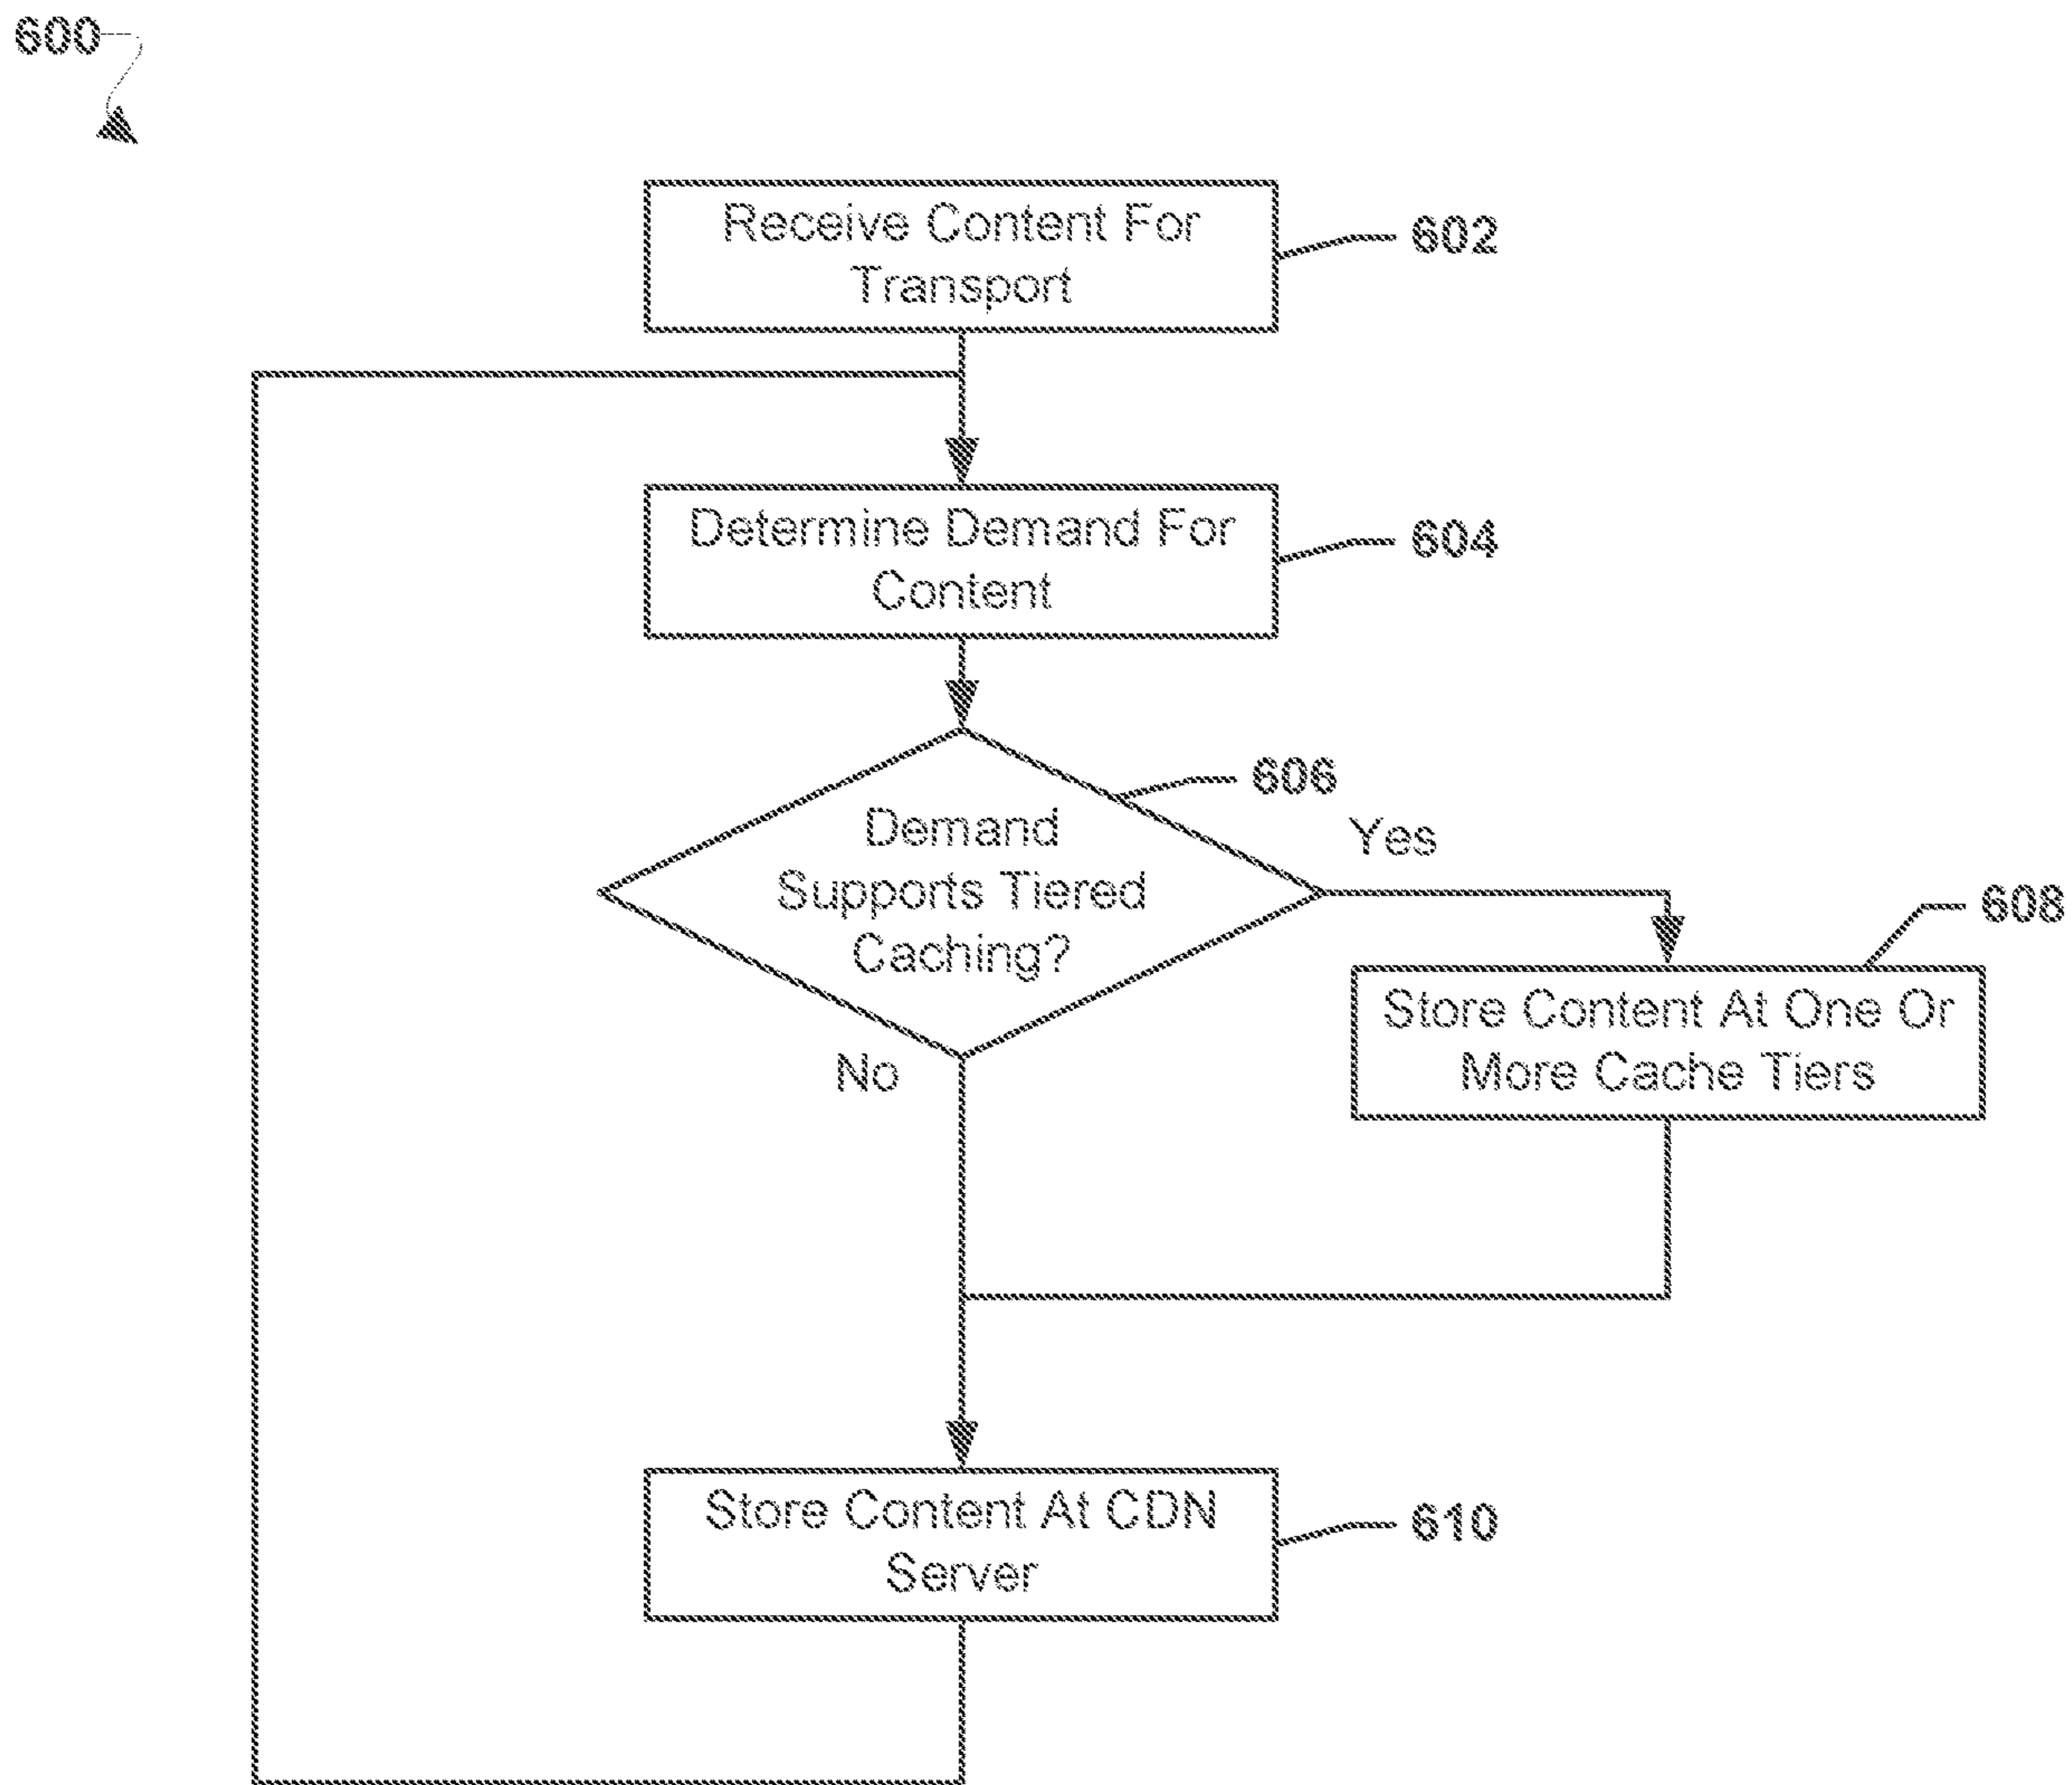 600
Receive Content For
Transport
602
Determine Demand For
Content
604
606
Demand
Supports Tiered
Caching?
Yes
608
Store Content At One Or
More Cache Tiers
No
Store Content At CDN
Server
610